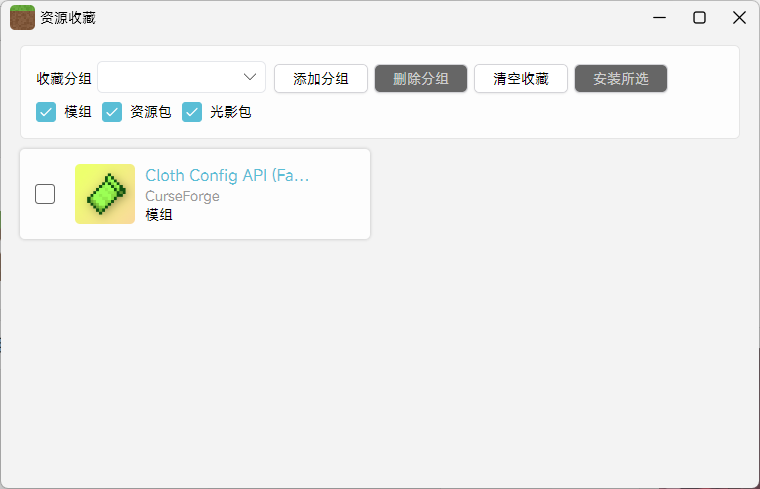 资源收藏
收藏分组 添加分组 删除分组 清空收藏 安装所选
模组 资源包 光影包
Cloth Config API (Fa...
CurseForge
模组